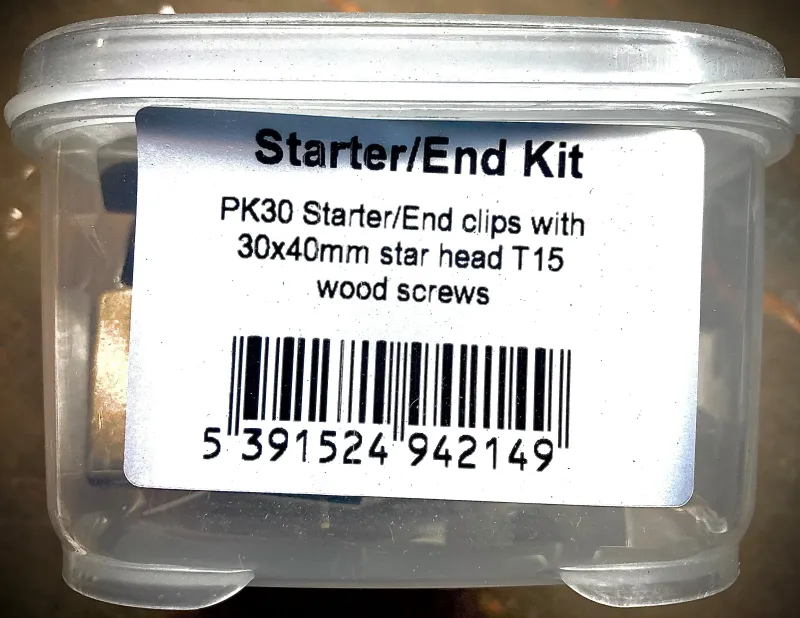 Starter/End Kit
PK30 Starter/End clips with
30x40mm star head T15
wood screws
5 391524 942149